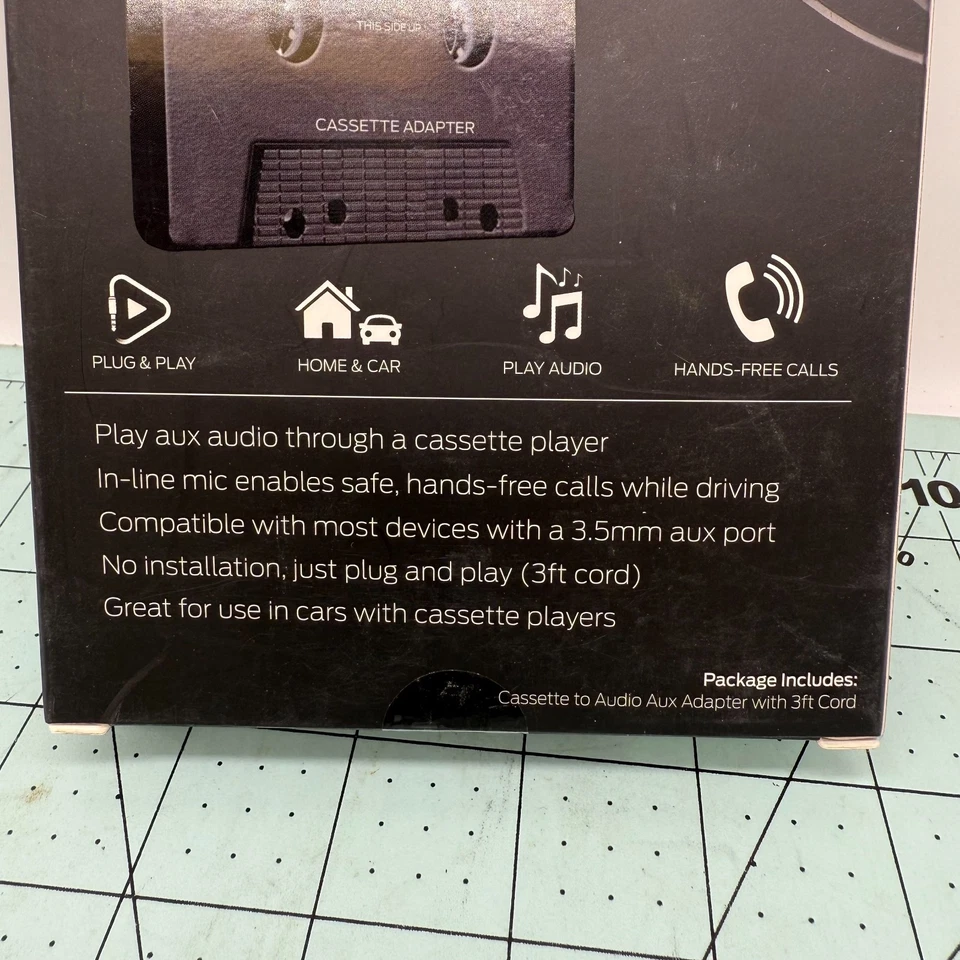 THIS SIDE UP
CASSETTE ADAPTER
PLUG & PLAY
HOME & CAR
PLAY AUDIO
HANDS-FREE CALLS
Play aux audio through a cassette player
In-line mic enables safe, hands-free calls while driving
Compatible with most devices with a 3.5mm aux port
No installation, just plug and play (3ft cord)
Great for use in cars with cassette players
Package Includes:
Cassette to Audio Aux Adapter with 3ft Cord
10